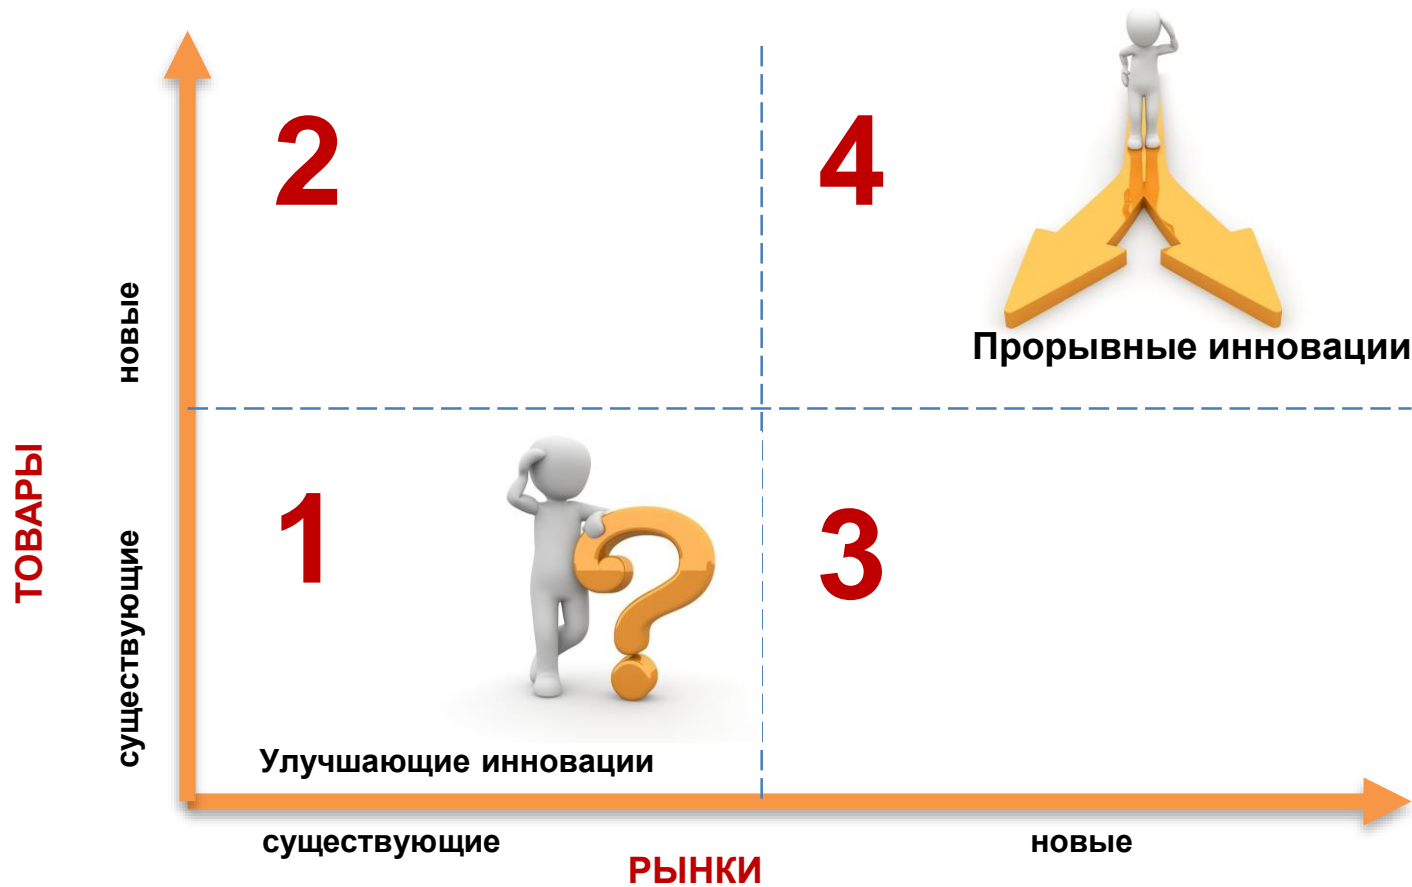 2
4
новые
Прорывные инновации
ТОВАРЫ
существующие
1
3
Улучшающие инновации
существующие
новые
РЫНКИ